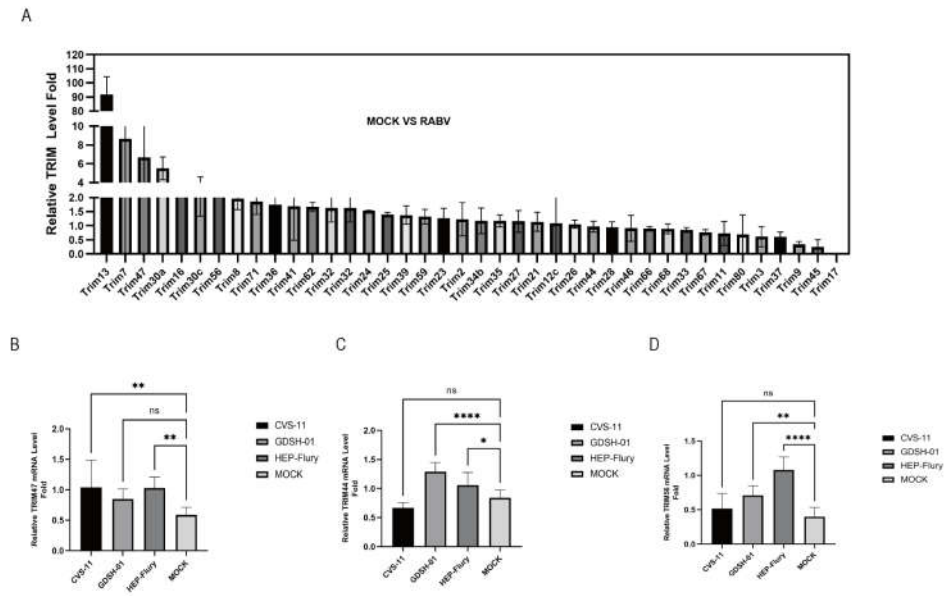 A
Relative TRIM Level Fold
120
110
100
90
80
10
8
6
4
2.0
1.5
1.0
0.5
0.0
MOCK VS RABV
Trim13
Trim7
Trim47
Trim30a
Trim16
Trim30c
Trim56
Trim8
Trim71
Trim36
Trim41
Trim62
Trim32
Trim32
Trim24
Trim25
Trim39
Trim59
Trim23
Trim2
Trim34b
Trim35
Trim27
Trim21
Trim12c
Trim26
Trim44
Trim28
Trim46
Trim66
Trim68
Trim33
Trim67
Trim11
Trim80
Trim3
Trim37
Trim9
Trim45
Trim17
B
Relative TRIM47 mRNA Level
Fold
2.0
1.5
1.0
0.5
0.0
**
ns
**
CVS-11
GDSH-01
HEP-Flury
MOCK
CVS-11
GDSH-01
HEP-Flury
MOCK
C
Relative TRIM44 mRNA Level
Fold
2.0
1.5
1.0
0.5
0.0
ns
****
*
CVS-11
GDSH-01
HEP-Flury
MOCK
CVS-11
GDSH-01
HEP-Flury
MOCK
D
Relative TRIM56 mRNA Level
Fold
1.5
1.0
0.5
0.0
ns
**
****
CVS-11
GDSH-01
HEP-Flury
MOCK
CVS-11
GDSH-01
HEP-Flury
MOCK